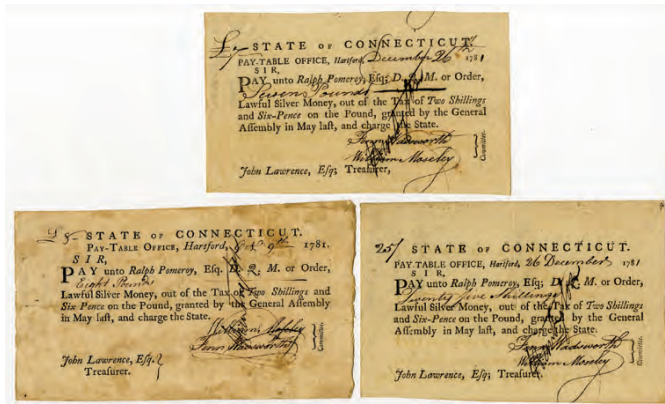 £7 STATE OF CONNECTICUT.
PAY-TABLE OFFICE, Hartford, December 26th 1781
SIR,
PAY unto Ralph Pomeroy, Esq; D. Q. M. or Order,
Seven Pounds
Lawful Silver Money, out of the Tax of Two Shillings
and Six-Pence on the Pound, granted by the General
Assembly in May last, and charge the State.
Fenn Wadsworth
William Moseley
Committee.
John Lawrence, Esq; Treasurer,
£8 STATE OF CONNECTICUT.
PAY-TABLE OFFICE, Hartford, 9th 1781.
SIR,
PAY unto Ralph Pomeroy, Esq. D. Q. M. or Order,
Eight Pounds
Lawful Silver Money, out of the Tax of Two Shillings and
Six Pence on the Pound, granted by the General Assembly
in May last, and charge the State.
William Moseley
Fenn Wadsworth
Committee.
John Lawrence, Esq.
Treasurer.
25/ STATE OF CONNECTICUT.
PAY-TABLE OFFICE, Hartford, 26 December 1781
SIR,
PAY unto Ralph Pomeroy, Esq; D. Q. M. or Order,
Twenty five Shillings
Lawful Silver Money, out of the Tax of Two Shillings
and Six-Pence on the Pound, granted by the General
Assembly in May last, and charge the State.
Fenn Wadsworth
William Moseley
Committee.
John Lawrence, Esq; Treasurer.